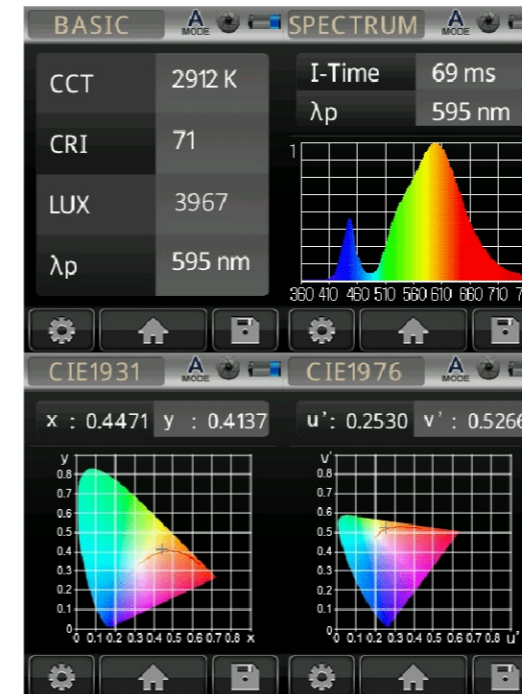 BASIC
A
MODE
CCT 2912 K
CRI 71
LUX 3967
λp 595 nm
SPECTRUM
A
MODE
I-Time 69 ms
λp 595 nm
1
360 410 460 510 560 610 660 710
CIE1931
A
MODE
x : 0.4471 y : 0.4137
y
0.8
0.7
0.6
0.5
0.4
0.3
0.2
0.1
0
0 0.1 0.2 0.3 0.4 0.5 0.6 0.7 0.8 x
CIE1976
A
MODE
u': 0.2530 v' : 0.5266
v'
0.8
0.7
0.6
0.5
0.4
0.3
0.2
0.1
0
0 0.1 0.2 0.3 0.4 0.5 0.6 0.7 0.8 u'